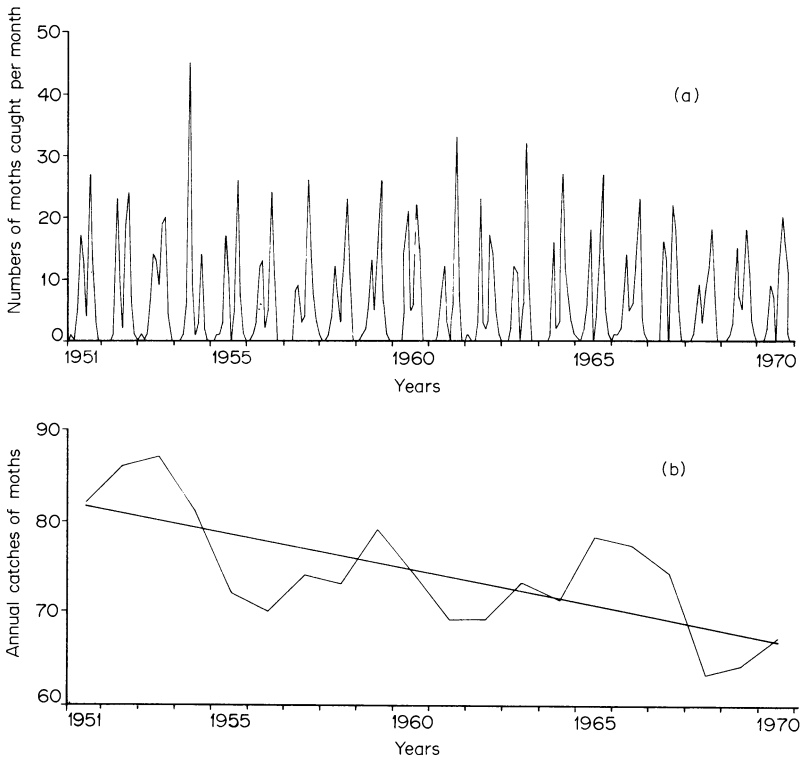 Numbers of moths caught per month
50
40
30
20
10
0
(a)
1951 1955 1960 1965 1970
Years
Annual catches of moths
90
80
70
60
(b)
1951 1955 1960 1965 1970
Years